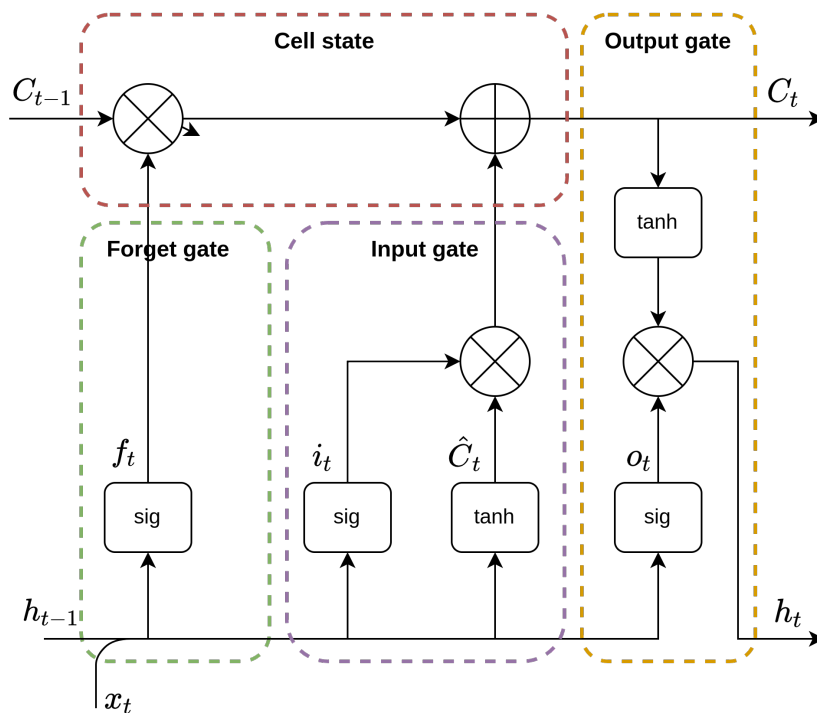 Cell state
Output gate
C_{t-1}
C_t
tanh
Forget gate
Input gate
f_t
i_t
Ĉ_t
o_t
sig
sig
tanh
sig
h_{t-1}
h_t
x_t